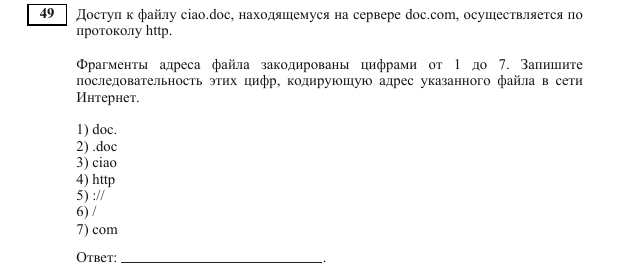 49
Доступ к файлу ciao.doc, находящемуся на сервере doc.com, осуществляется по
протоколу http.
Фрагменты адреса файла закодированы цифрами от 1 до 7. Запишите
последовательность этих цифр, кодирующую адрес указанного файла в сети
Интернет.
1) doc.
2) .doc
3) ciao
4) http
5) ://
6) /
7) com
Ответ: ______________________________.